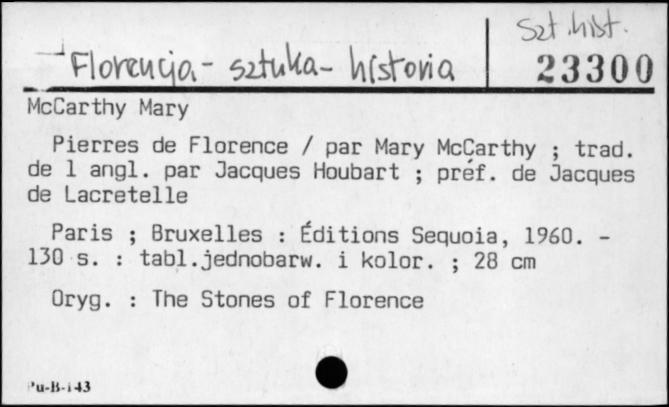 Szt. hist.
Florencja - sztuka - historia
23300
McCarthy Mary
Pierres de Florence / par Mary McCarthy ; trad.
de l angl. par Jacques Houbart ; préf. de Jacques
de Lacretelle
Paris ; Bruxelles : Éditions Sequoia, 1960. -
130 s. : tabl.jednobarw. i kolor. ; 28 cm
Oryg. : The Stones of Florence
Pu-B-143